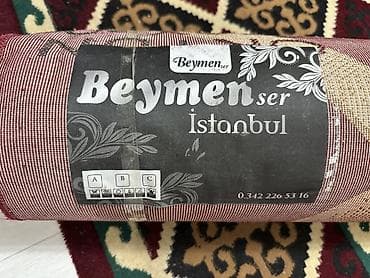 Beymen ser
Beymen ser
İstanbul
A B C
0.342 226 53 16